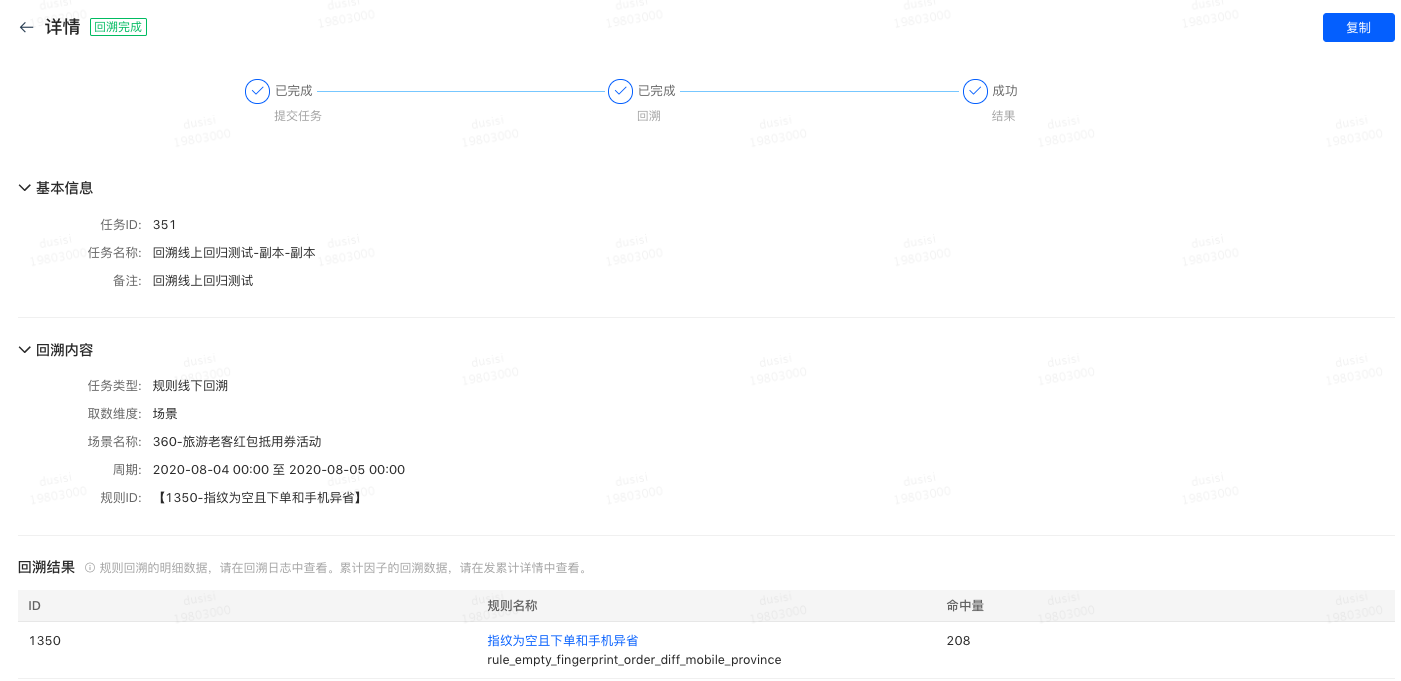 详情 回溯完成 复制
已完成 已完成 成功
提交任务 回溯 结果
基本信息
任务ID: 351
任务名称: 回溯线上回归测试-副本-副本
备注: 回溯线上回归测试
回溯内容
任务类型: 规则线下回溯
取数维度: 场景
场景名称: 360-旅游老客红包抵用券活动
周期: 2020-08-04 00:00 至 2020-08-05 00:00
规则ID: 【1350-指纹为空且下单和手机异省】
回溯结果 规则回溯的明细数据，请在回溯日志中查看。累计因子的回溯数据，请在发累计详情中查看。
ID 规则名称 命中量
1350 指纹为空且下单和手机异省 208
rule_empty_fingerprint_order_diff_mobile_province
dusisi
19803000